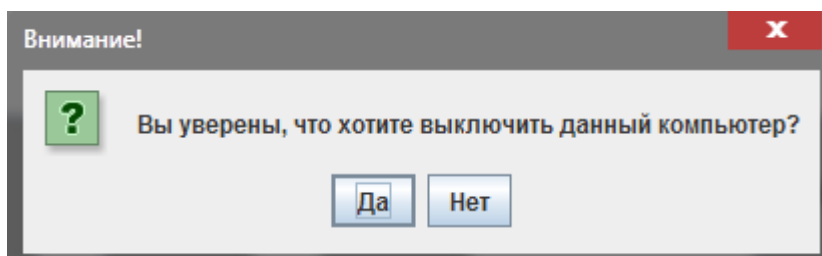 Внимание!
Вы уверены, что хотите выключить данный компьютер?
Да Нет